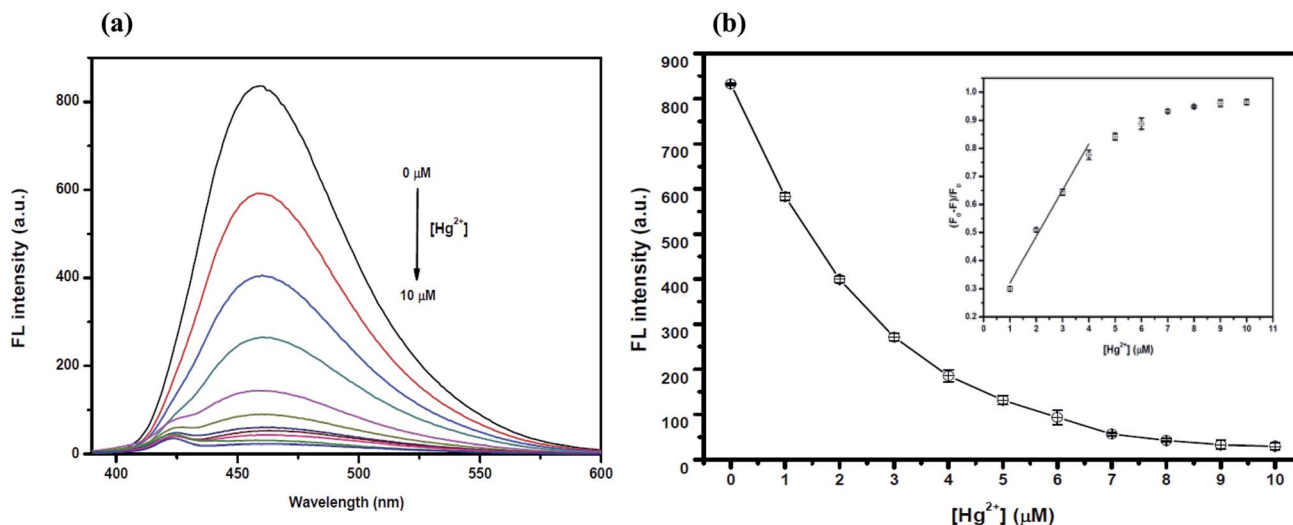 (a)
800
600
400
200
0
FL intensity (a.u.)
0 μM
[Hg²⁺]
10 μM
400
450
500
550
600
Wavelength (nm)
(b)
900
800
700
600
500
400
300
200
100
0
FL intensity (a.u.)
0 1 2 3 4 5 6 7 8 9 10
[Hg²⁺] (μM)
1.0
0.9
0.8
0.7
0.6
0.5
0.4
0.3
0.2
(F₀-F)/F₀
0 1 2 3 4 5 6 7 8 9 10 11
[Hg²⁺] (μM)